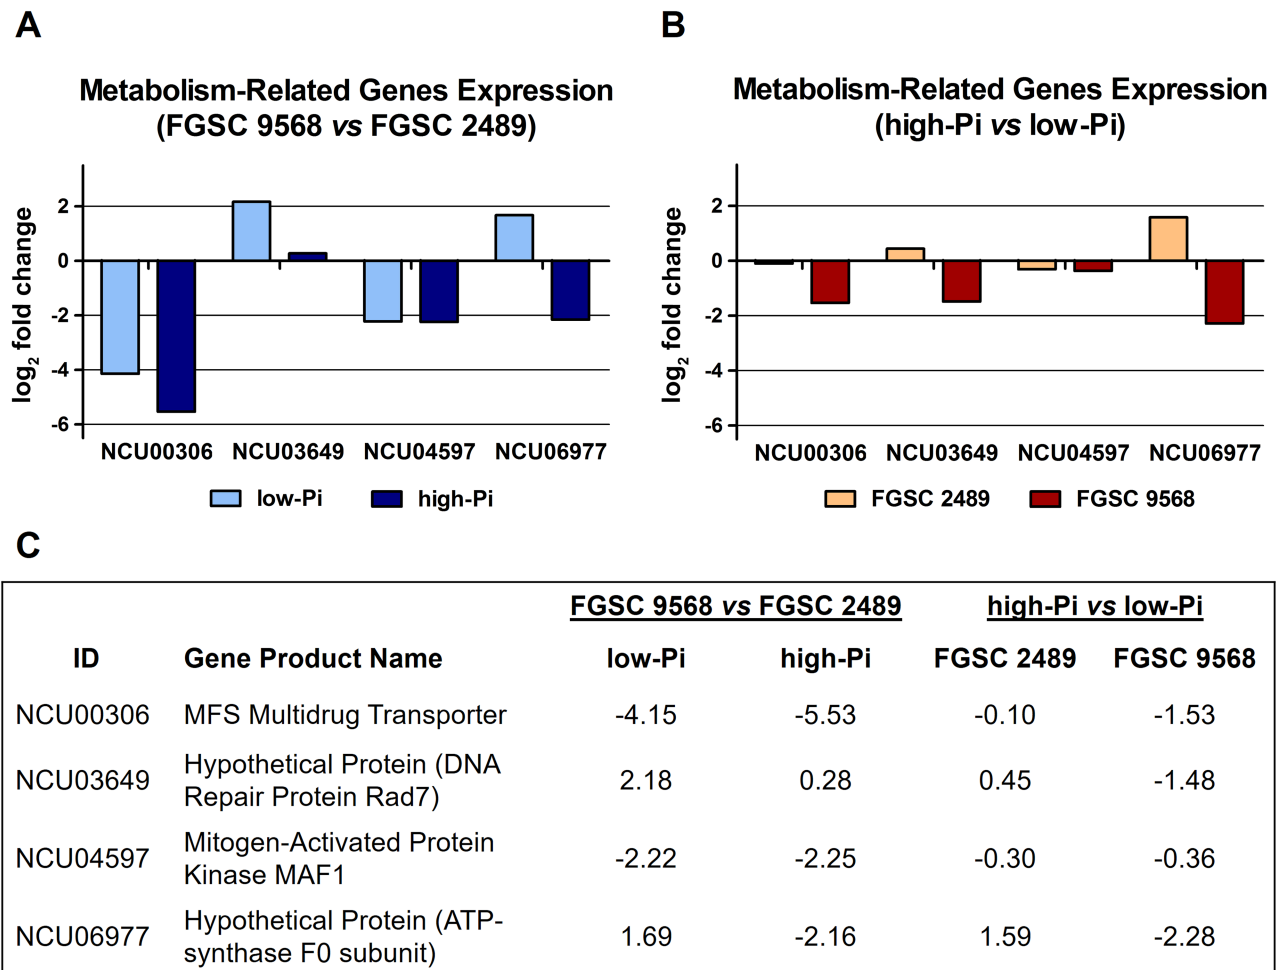 A
Metabolism-Related Genes Expression
(FGSC 9568 vs FGSC 2489)
log2 fold change
2
0
-2
-4
-6
NCU00306 NCU03649 NCU04597 NCU06977
low-Pi high-Pi
B
Metabolism-Related Genes Expression
(high-Pi vs low-Pi)
log2 fold change
2
0
-2
-4
-6
NCU00306 NCU03649 NCU04597 NCU06977
FGSC 2489 FGSC 9568
C
FGSC 9568 vs FGSC 2489 high-Pi vs low-Pi
ID Gene Product Name low-Pi high-Pi FGSC 2489 FGSC 9568
NCU00306 MFS Multidrug Transporter -4.15 -5.53 -0.10 -1.53
NCU03649 Hypothetical Protein (DNA
Repair Protein Rad7) 2.18 0.28 0.45 -1.48
NCU04597 Mitogen-Activated Protein
Kinase MAF1 -2.22 -2.25 -0.30 -0.36
NCU06977 Hypothetical Protein (ATP-
synthase F0 subunit) 1.69 -2.16 1.59 -2.28